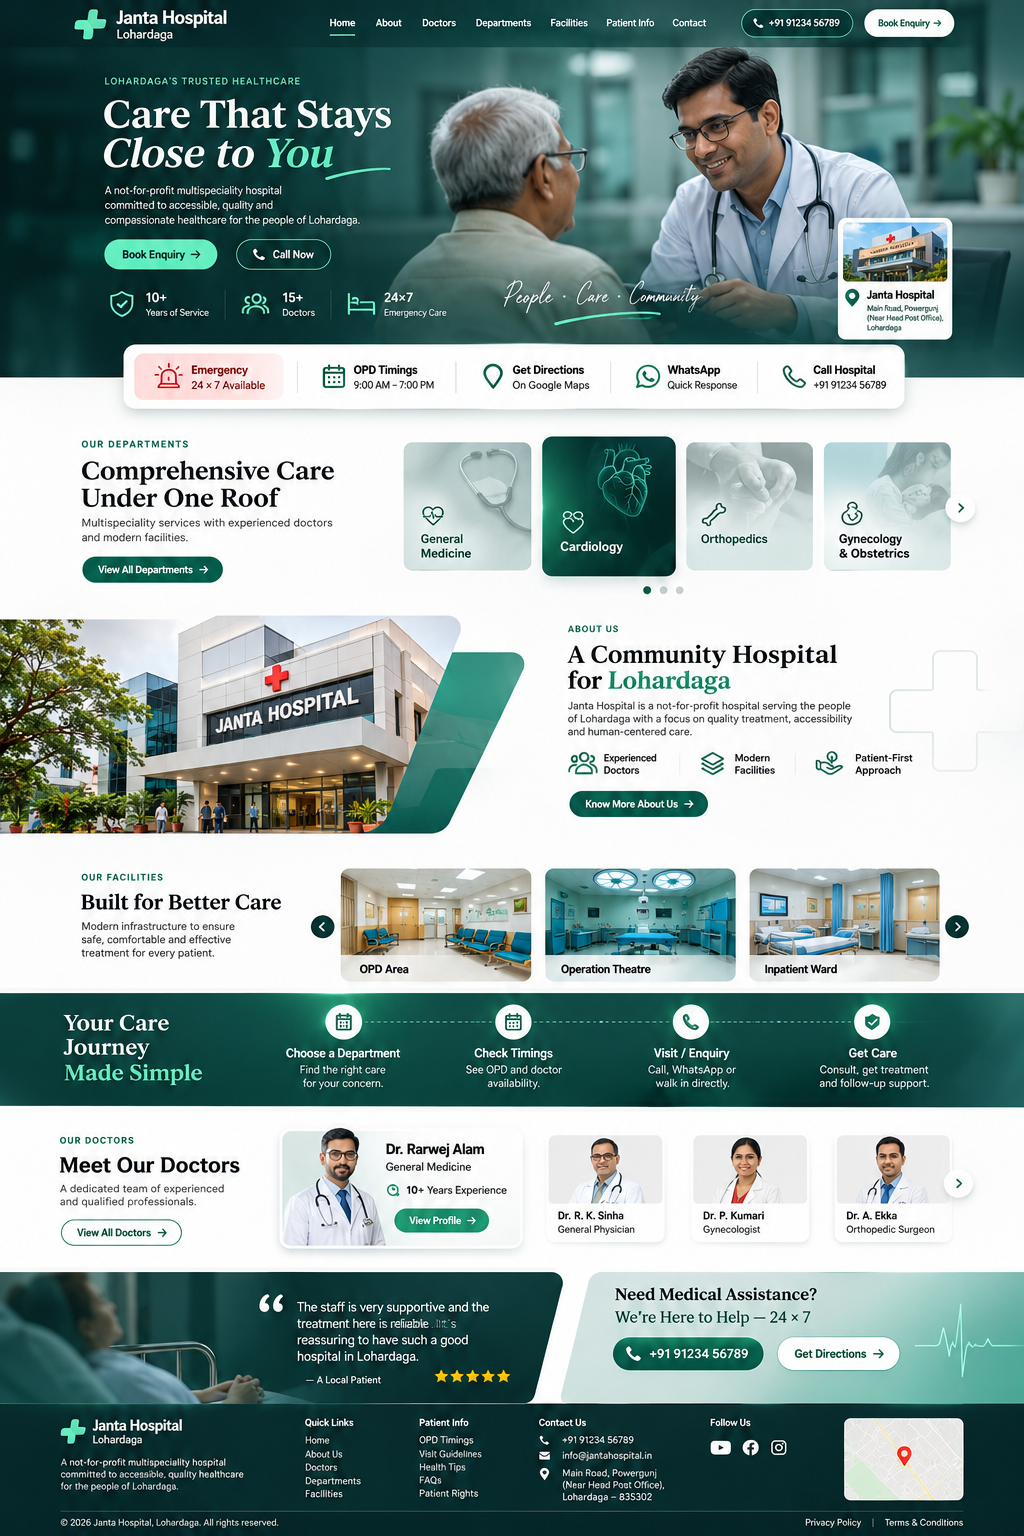 Janta Hospital
Lohardaga
Home
About
Doctors
Departments
Facilities
Patient Info
Contact
+91 91234 56789
Book Enquiry →
LOHARDAGA'S TRUSTED HEALTHCARE
Care That Stays
Close to You
A not-for-profit multispeciality hospital
committed to accessible, quality and
compassionate healthcare for the people of Lohardaga.
Book Enquiry →
Call Now
10+
Years of Service
15+
Doctors
24×7
Emergency Care
People · Care · Community
Janta Hospital
Main Road, Powergunj
(Near Head Post Office),
Lohardaga
Emergency
24 × 7 Available
OPD Timings
9:00 AM – 7:00 PM
Get Directions
On Google Maps
WhatsApp
Quick Response
Call Hospital
+91 91234 56789
OUR DEPARTMENTS
Comprehensive Care
Under One Roof
Multispeciality services with experienced doctors
and modern facilities.
View All Departments →
General
Medicine
Cardiology
Orthopedics
Gynecology
& Obstetrics
JANTA HOSPITAL
ABOUT US
A Community Hospital
for Lohardaga
Janta Hospital is a not-for-profit hospital serving the people
of Lohardaga with a focus on quality treatment, accessibility
and human-centered care.
Experienced
Doctors
Modern
Facilities
Patient-First
Approach
Know More About Us →
OUR FACILITIES
Built for Better Care
Modern infrastructure to ensure
safe, comfortable and effective
treatment for every patient.
OPD Area
Operation Theatre
Inpatient Ward
Your Care
Journey
Made Simple
Choose a Department
Find the right care
for your concern.
Check Timings
See OPD and doctor
availability.
Visit / Enquiry
Call, WhatsApp or
walk in directly.
Get Care
Consult, get treatment
and follow-up support.
OUR DOCTORS
Meet Our Doctors
A dedicated team of experienced
and qualified professionals.
View All Doctors →
Dr. Rarwej Alam
General Medicine
10+ Years Experience
View Profile →
Dr. R. K. Sinha
General Physician
Dr. P. Kumari
Gynecologist
Dr. A. Ekka
Orthopedic Surgeon
“
The staff is very supportive and the
treatment here is reliable
reassuring to have such a good
hospital in Lohardaga.
— A Local Patient
Need Medical Assistance?
We're Here to Help — 24 × 7
+91 91234 56789
Get Directions →
Janta Hospital
Lohardaga
A not-for-profit multispeciality hospital
committed to accessible, quality healthcare
for the people of Lohardaga.
Quick Links
Home
About Us
Doctors
Departments
Facilities
Patient Info
OPD Timings
Visit Guidelines
Health Tips
FAQs
Patient Rights
Contact Us
+91 91234 56789
info@jantahospital.in
Main Road, Powergunj
(Near Head Post Office),
Lohardaga – 835302
Follow Us
© 2026 Janta Hospital, Lohardaga. All rights reserved.
Privacy Policy | Terms & Conditions